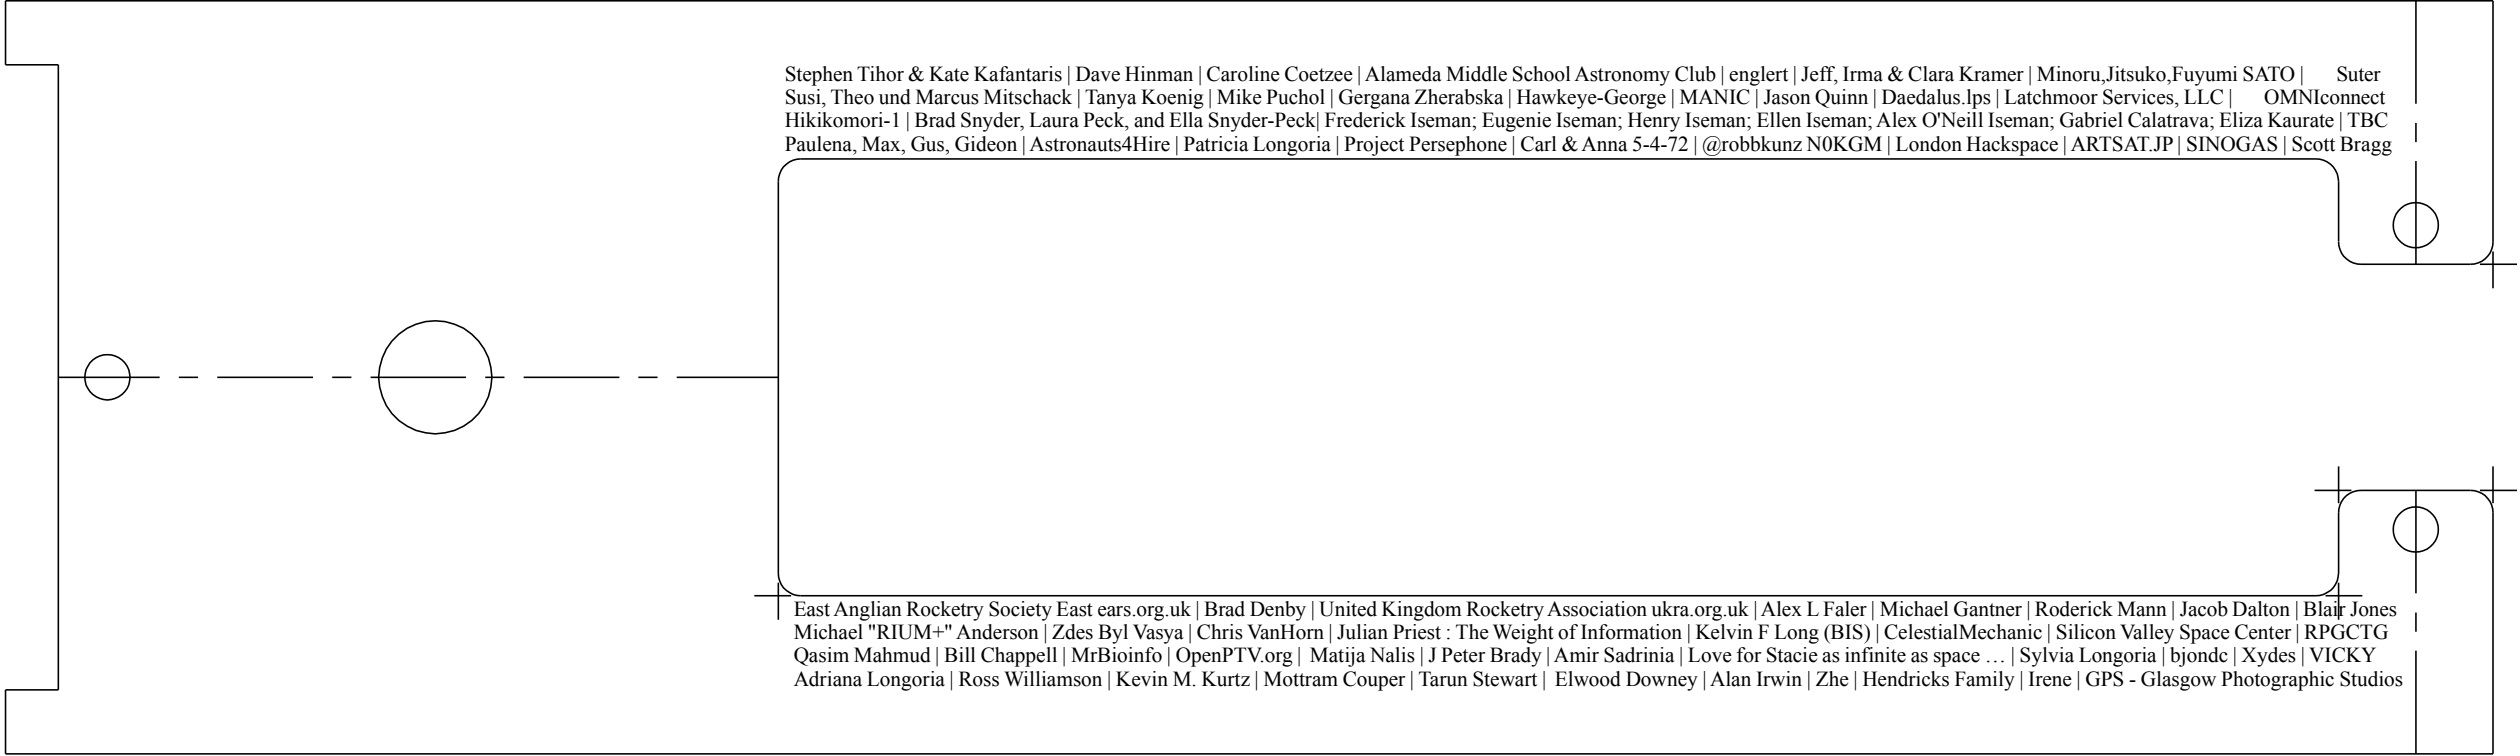 Stephen Tihor & Kate Kafantaris | Dave Hinman | Caroline Coetzee | Alameda Middle School Astronomy Club | englert | Jeff, Irma & Clara Kramer | Minoru,Jitsuko,Fuyumi SATO | Suter
Susi, Theo und Marcus Mitschack | Tanya Koenig | Mike Puchol | Gergana Zherabska | Hawkeye-George | MANIC | Jason Quinn | Daedalus.lps | Latchmoor Services, LLC | OMNIconnect
Hikikomori-1 | Brad Snyder, Laura Peck, and Ella Snyder-Peck| Frederick Iseman; Eugenie Iseman; Henry Iseman; Ellen Iseman; Alex O'Neill Iseman; Gabriel Calatrava; Eliza Kaurate | TBC
Paulena, Max, Gus, Gideon | Astronauts4Hire | Patricia Longoria | Project Persephone | Carl & Anna 5-4-72 | @robbkunz N0KGM | London Hackspace | ARTSAT.JP | SINOGAS | Scott Bragg
East Anglian Rocketry Society East ears.org.uk | Brad Denby | United Kingdom Rocketry Association ukra.org.uk | Alex L Faler | Michael Gantner | Roderick Mann | Jacob Dalton | Blair Jones
Michael "RIUM+" Anderson | Zdes Byl Vasya | Chris VanHorn | Julian Priest : The Weight of Information | Kelvin F Long (BIS) | CelestialMechanic | Silicon Valley Space Center | RPGCTG
Qasim Mahmud | Bill Chappell | MrBioinfo | OpenPTV.org | Matija Nalis | J Peter Brady | Amir Sadrinia | Love for Stacie as infinite as space … | Sylvia Longoria | bjondc | Xydes | VICKY
Adriana Longoria | Ross Williamson | Kevin M. Kurtz | Mottram Couper | Tarun Stewart | Elwood Downey | Alan Irwin | Zhe | Hendricks Family | Irene | GPS - Glasgow Photographic Studios